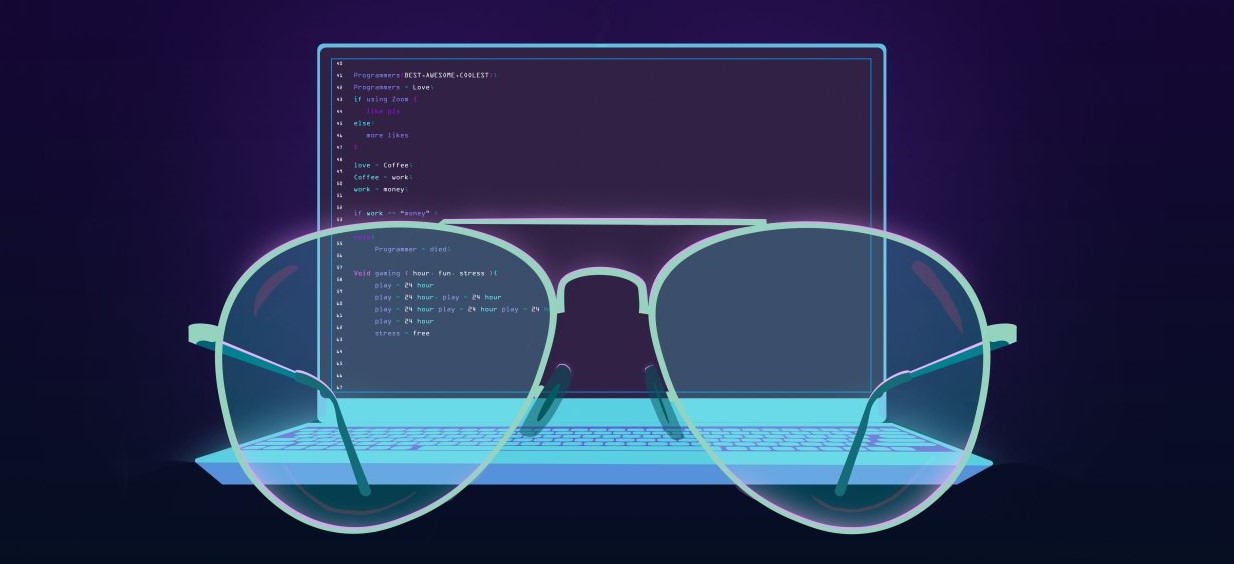 40
41 Programmers(BEST+AWESOME+COOLEST);
42 Programmers = Love;
43 if using Zoom {
44 like pls
45 else:
46 more likes
47 }
48
49 love = Coffee;
50 Coffee = work;
51 work = money;
52
53 if work == "money" :
55 Programmer = died;
56
57 Void gaming ( hour, fun, stress ){
58 play = 24 hour
59 play = 24 hour, play = 24 hour
60 play = 24 hour play = 24 hour play = 24
61 play = 24 hour
62 stress = free
63
64
65
66
67